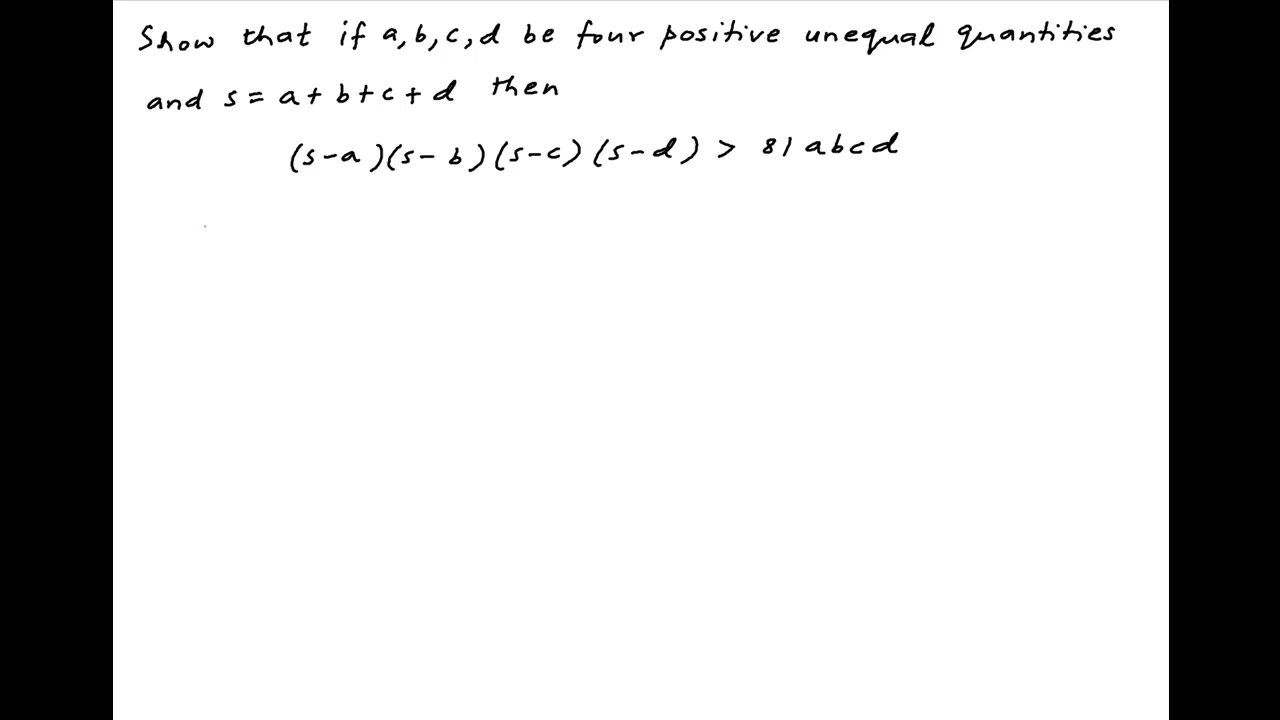 Show that if a, b, c, d be four positive unequal quantities
and s = a + b + c + d then
(s-a)(s-b)(s-c)(s-d) > 81 abcd